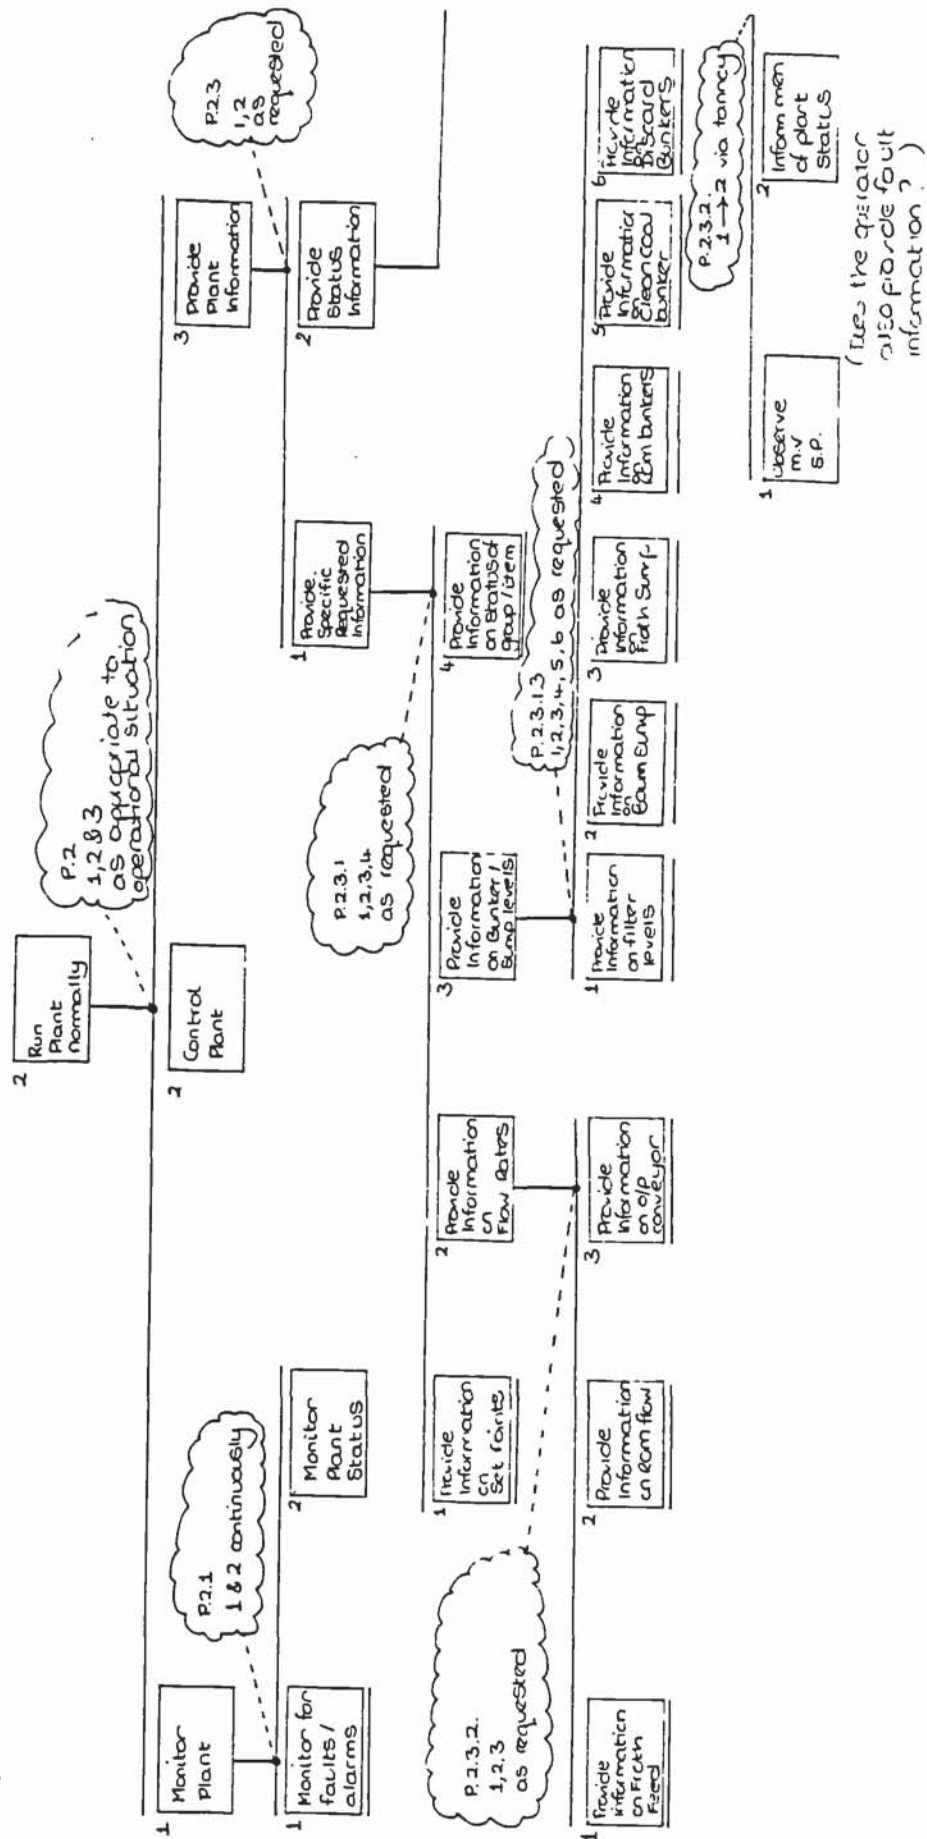 2
Run
Plant
normally
P.2
1,2 & 3
as appropriate to
operational situation
1
Monitor
Plant
2
Control
Plant
3
Provide
Plant
Information
P.2.1
1 & 2 continuously
P.2.3
1,2
as
requested
1
Monitor for
faults /
alarms
2
Monitor
Plant
Status
1
Provide
Specific
Requested
Information
2
Provide
Status
Information
P.2.3.1
1,2,3,4
as requested
1
Provide
Information
on
Set Points
2
Provide
Information
on
Flow Rates
3
Provide
Information
on Bunker /
Sump levels
4
Provide
Information
on status of
group / item
P.2.3.2.
1,2,3
as requested
P.2.3.1.3
1,2,3,4,5,6 as requested
1
Provide
information
on Froth
Feed
2
Provide
Information
on Rom flow
3
Provide
Information
on o/p
conveyor
1
Provide
Information
on filter
levels
2
Provide
Information
on
Baum Sump
3
Provide
Information
on
Froth Sump
4
Provide
Information
bunkers
5
Provide
Information
on
Clean coal
bunker
6
Provide
Information
on
Discard
Bunkers
P.2.3.2.
1 → 2 via tannoy
1
Observe
m.v
S.P.
2
Inform men
of plant
Status
(Does the operator
also provide fault
information ? )